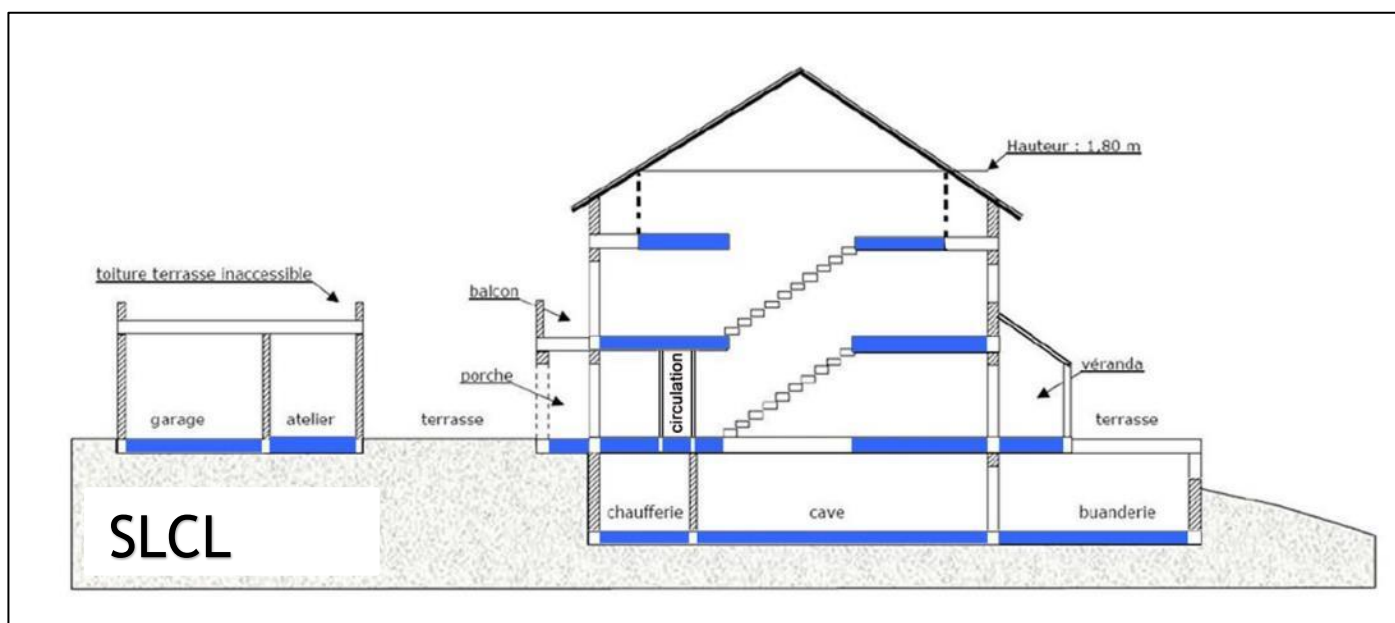 Hauteur : 1,80 m
toiture terrasse inaccessible
balcon
porche
circulation
véranda
garage
atelier
terrasse
terrasse
chaufferie
cave
buanderie
SLCL